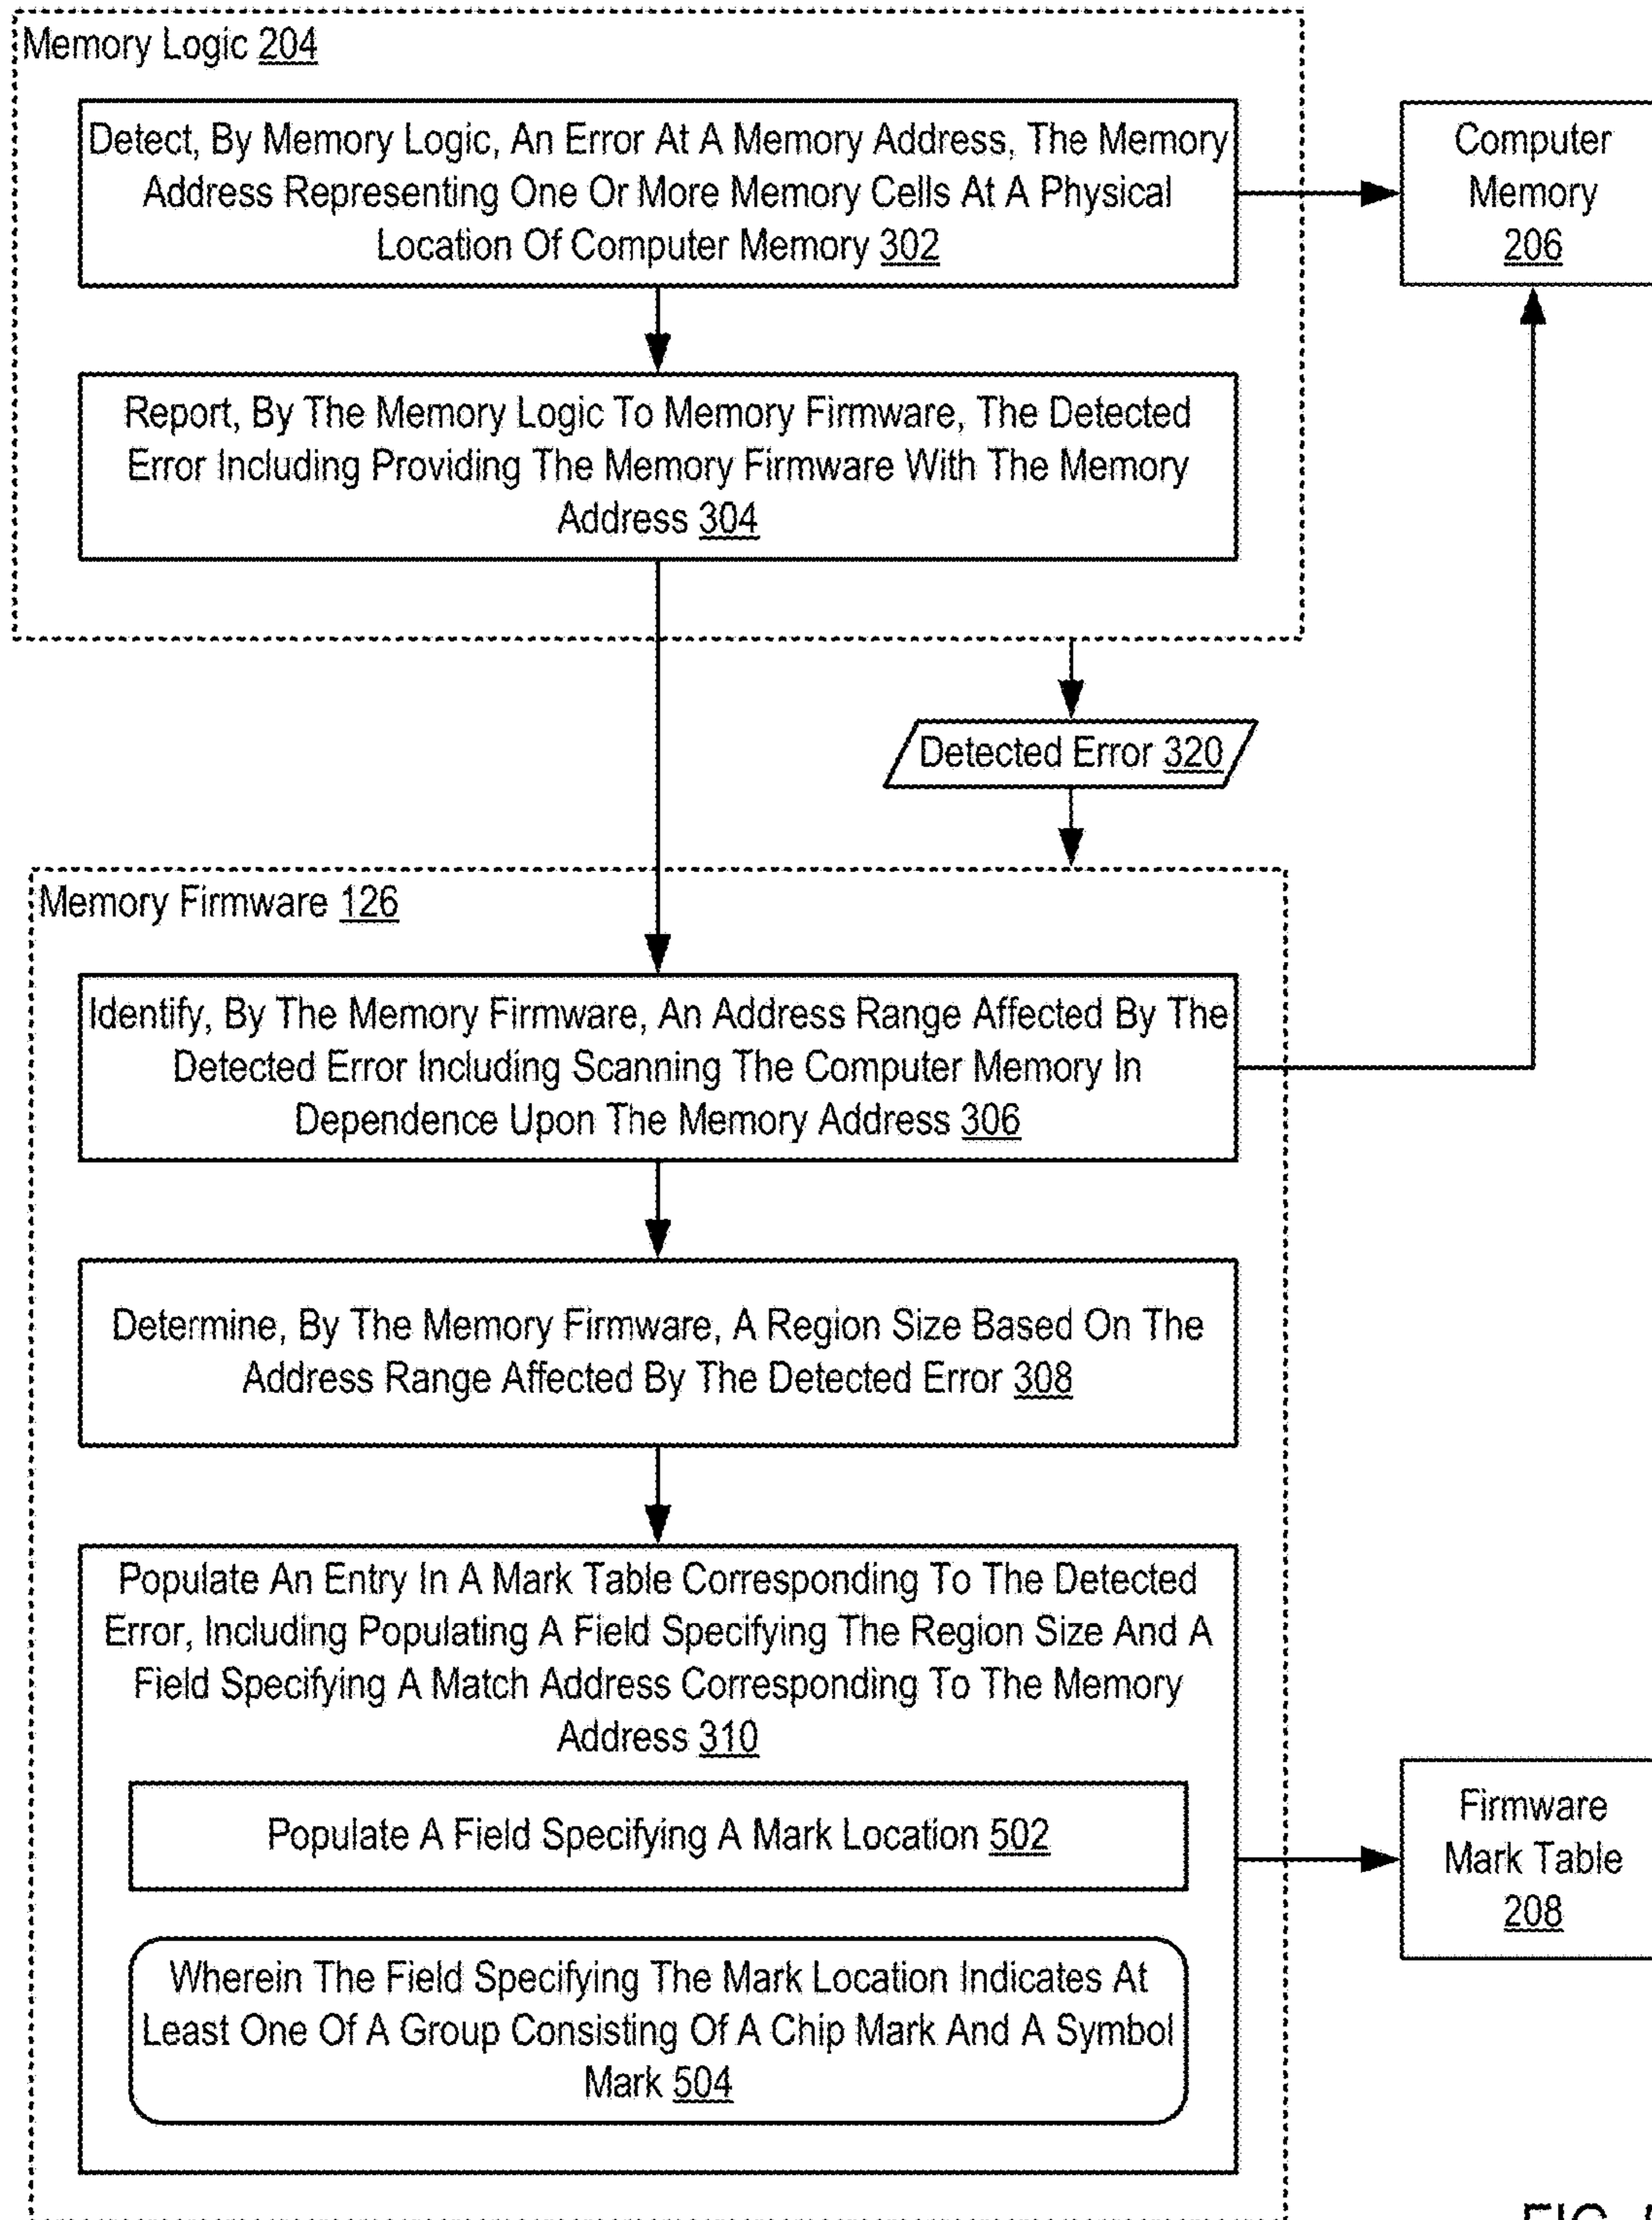 Memory Logic 204
Detect, By Memory Logic, An Error At A Memory Address, The Memory
Address Representing One Or More Memory Cells At A Physical
Location Of Computer Memory 302
Computer
Memory
206
Report, By The Memory Logic To Memory Firmware, The Detected
Error Including Providing The Memory Firmware With The Memory
Address 304
Detected Error 320
Memory Firmware 126
Identify, By The Memory Firmware, An Address Range Affected By The
Detected Error Including Scanning The Computer Memory In
Dependence Upon The Memory Address 306
Determine, By The Memory Firmware, A Region Size Based On The
Address Range Affected By The Detected Error 308
Populate An Entry In A Mark Table Corresponding To The Detected
Error, Including Populating A Field Specifying The Region Size And A
Field Specifying A Match Address Corresponding To The Memory
Address 310
Populate A Field Specifying A Mark Location 502
Firmware
Mark Table
208
Wherein The Field Specifying The Mark Location Indicates At
Least One Of A Group Consisting Of A Chip Mark And A Symbol
Mark 504
FIG.